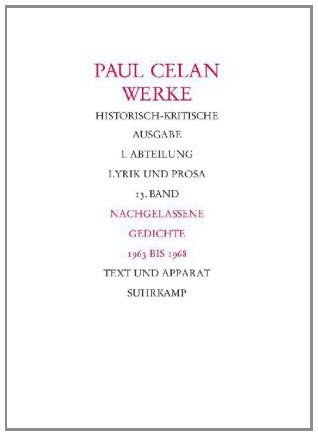 PAUL CELAN
WERKE
HISTORISCH-KRITISCHE
AUSGABE
I. ABTEILUNG
LYRIK UND PROSA
13. BAND
NACHGELASSENE
GEDICHTE
1963 BIS 1968
TEXT UND APPARAT
SUHRKAMP